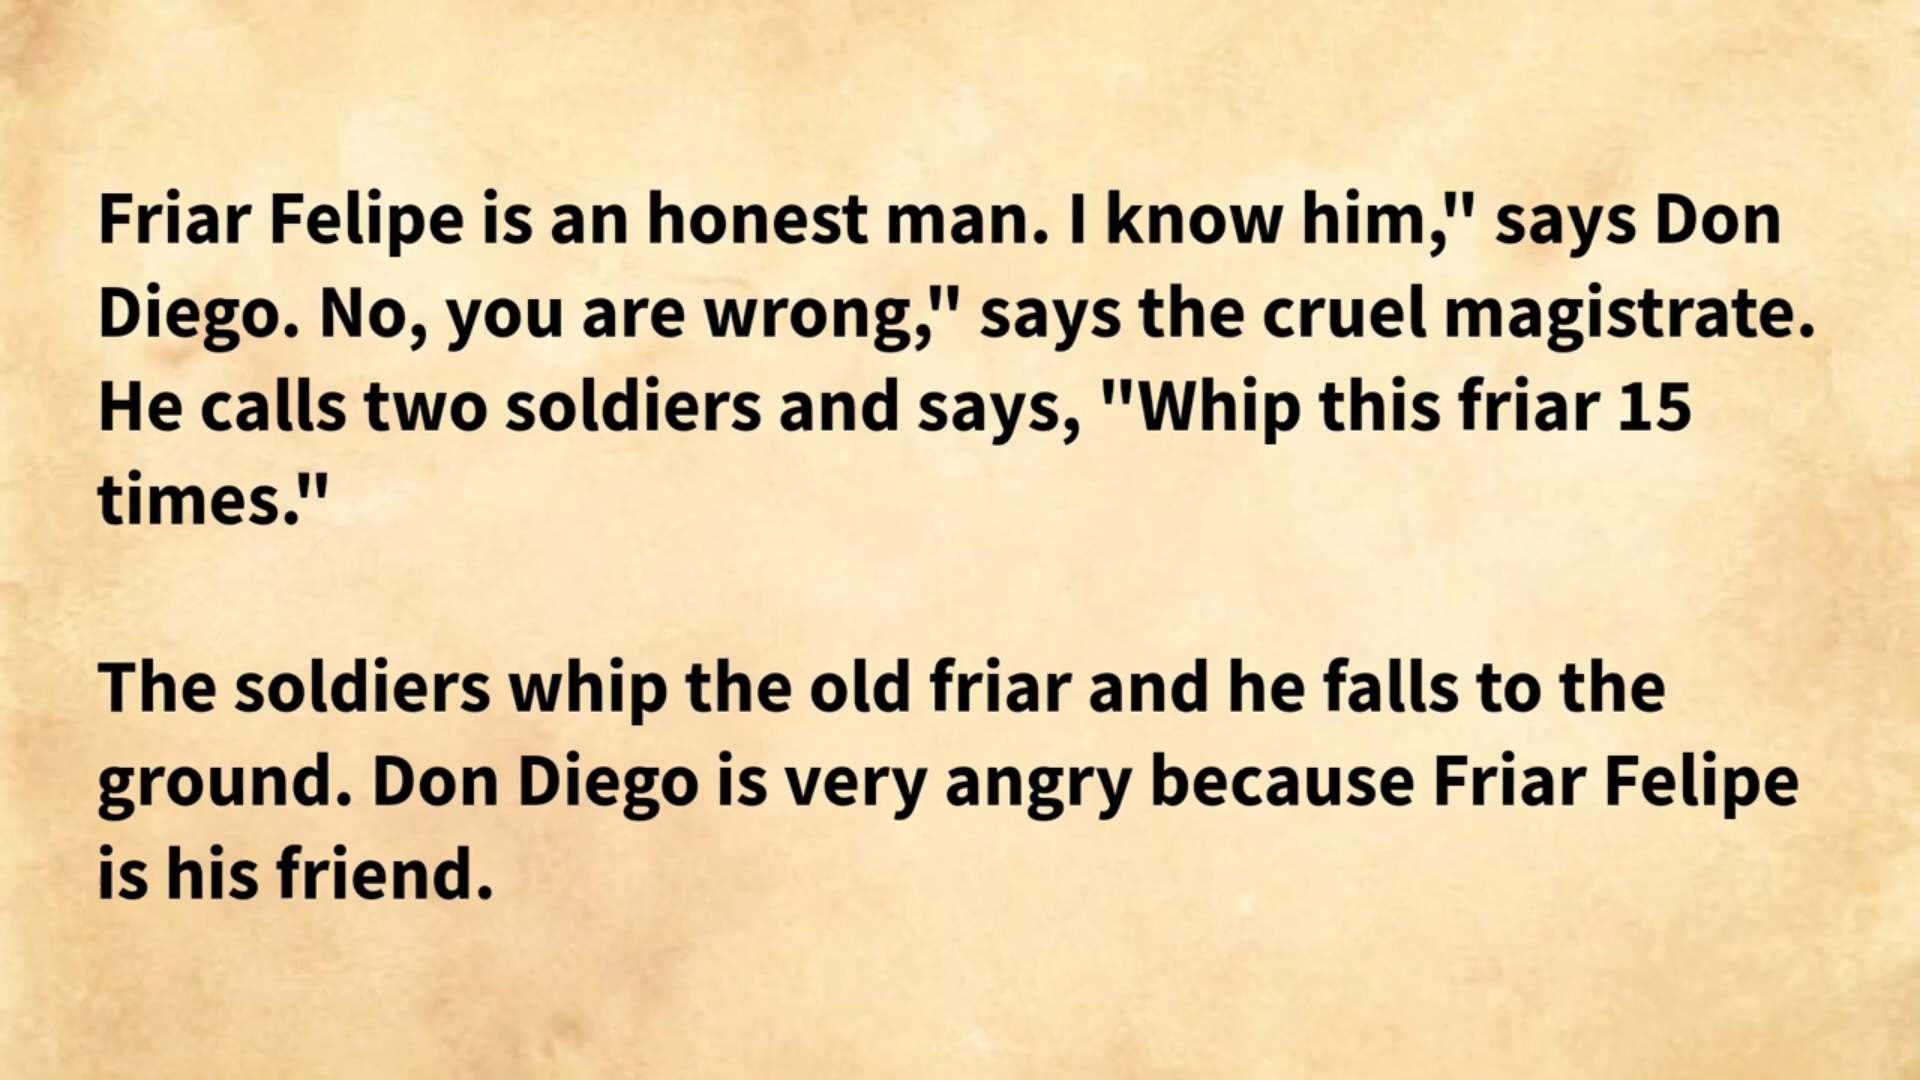 Friar Felipe is an honest man. I know him," says Don
Diego. No, you are wrong," says the cruel magistrate.
He calls two soldiers and says, "Whip this friar 15
times."
The soldiers whip the old friar and he falls to the
ground. Don Diego is very angry because Friar Felipe
is his friend.